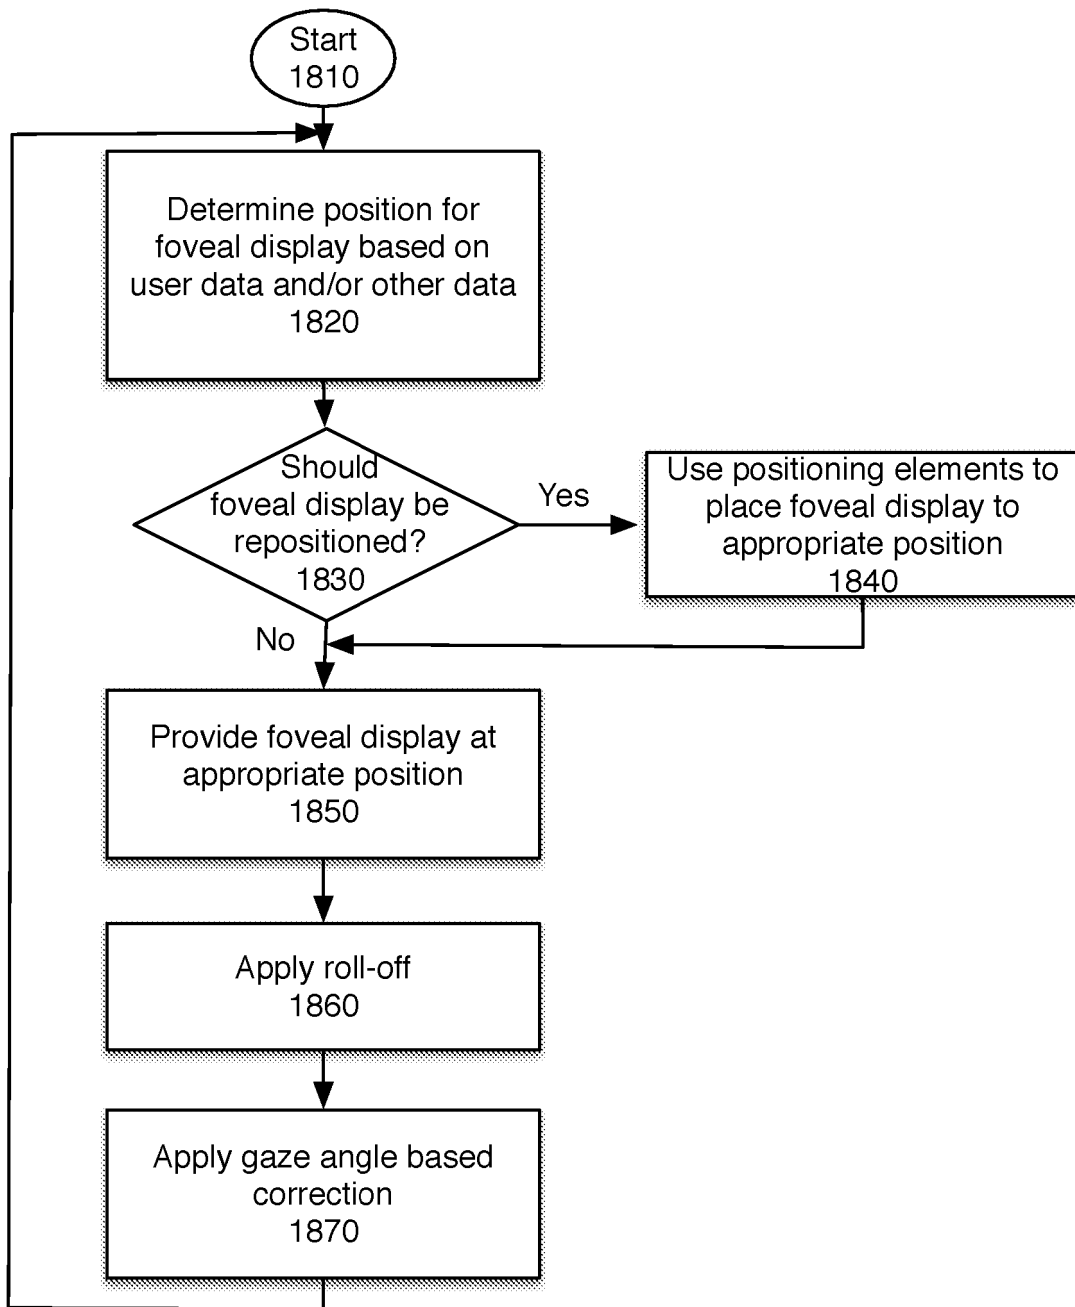 Start
1810
Determine position for
foveal display based on
user data and/or other data
1820
Should
foveal display be
repositioned?
1830
Yes
Use positioning elements to
place foveal display to
appropriate position
1840
No
Provide foveal display at
appropriate position
1850
Apply roll-off
1860
Apply gaze angle based
correction
1870